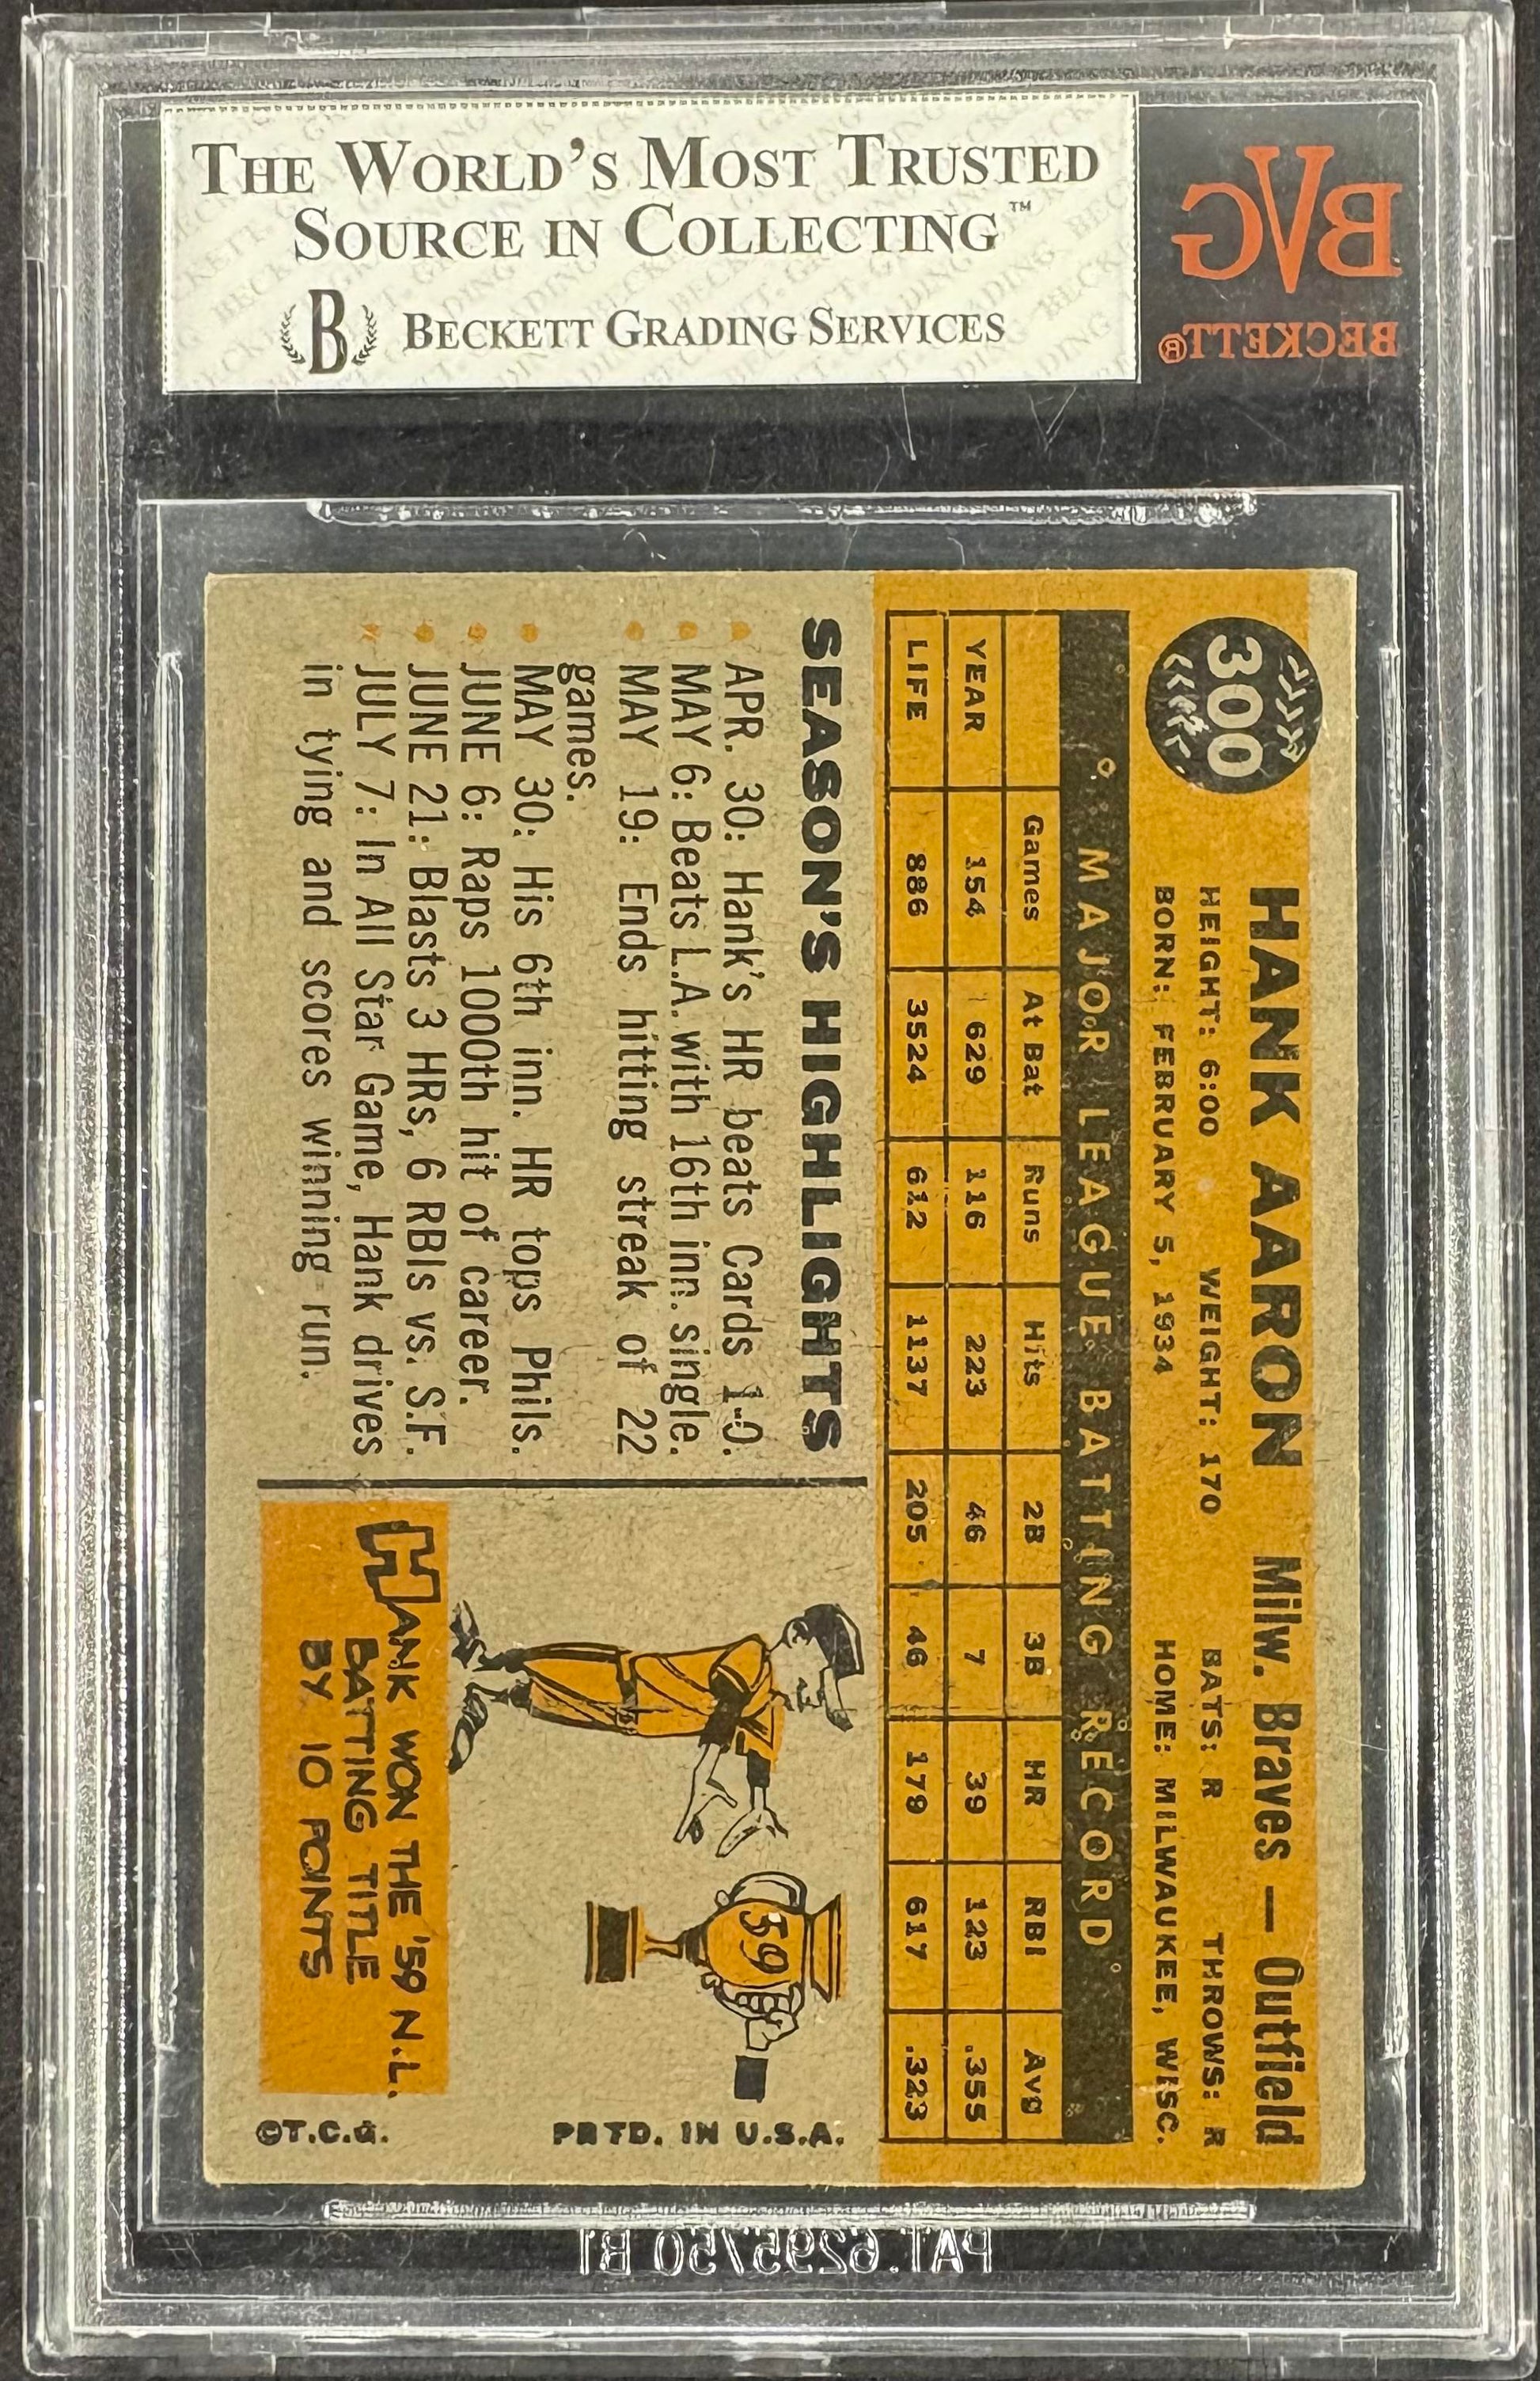 THE WORLD'S MOST TRUSTED
SOURCE IN COLLECTING™
B BECKETT GRADING SERVICES
BVG
BECKETT®
300
HANK AARON Milw. Braves — Outfield
HEIGHT: 6:00 WEIGHT: 170 BATS: R THROWS: R
BORN: FEBRUARY 5, 1934 HOME: MILWAUKEE, WISC.
MAJOR LEAGUE BATTING RECORD
Games At Bat Runs Hits 2B 3B HR RBI Avg
YEAR 154 629 116 223 46 7 39 123 .355
LIFE 886 3524 612 1137 205 46 179 617 .323
SEASON'S HIGHLIGHTS
APR. 30: Hank's HR beats Cards 1-0.
MAY 6: Beats L.A. with 16th inn. single.
MAY 19: Ends hitting streak of 22
games.
MAY 30: His 6th inn. HR tops Phils.
JUNE 6: Raps 1000th hit of career.
JUNE 21: Blasts 3 HRs, 6 RBIs vs. S.F.
JULY 7: In All Star Game, Hank drives
in tying and scores winning run.
59
HANK WON THE '59 N.L.
BATTING TITLE
BY 10 POINTS
©T.C.G. PRTD. IN U.S.A.
PAT. 6295750 B1